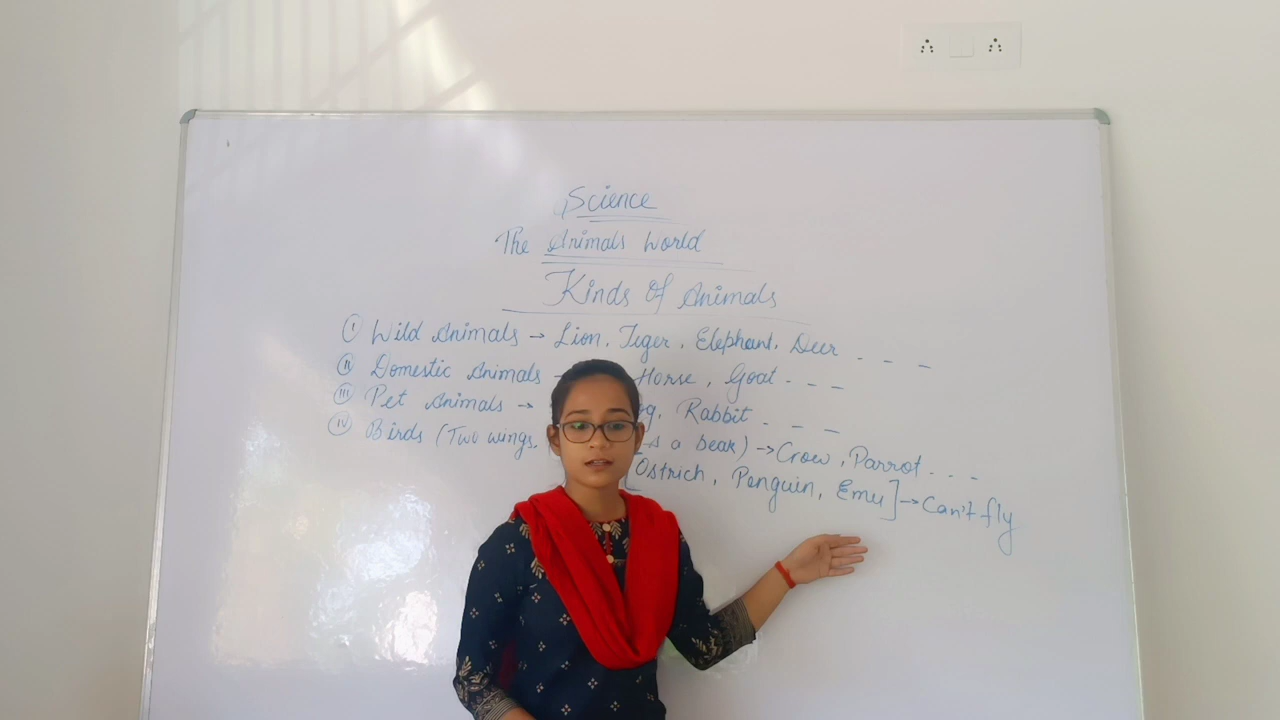 Science
The Animals World
Kinds Of Animals
(I) Wild Animals → Lion, Tiger, Elephant, Deer - - -
(II) Domestic Animals → Horse, Goat - - -
(III) Pet Animals → Rabbit - - -
(IV) Birds (Two wings, a beak) → Crow, Parrot - - -
[Ostrich, Penguin, Emu] → Can't fly